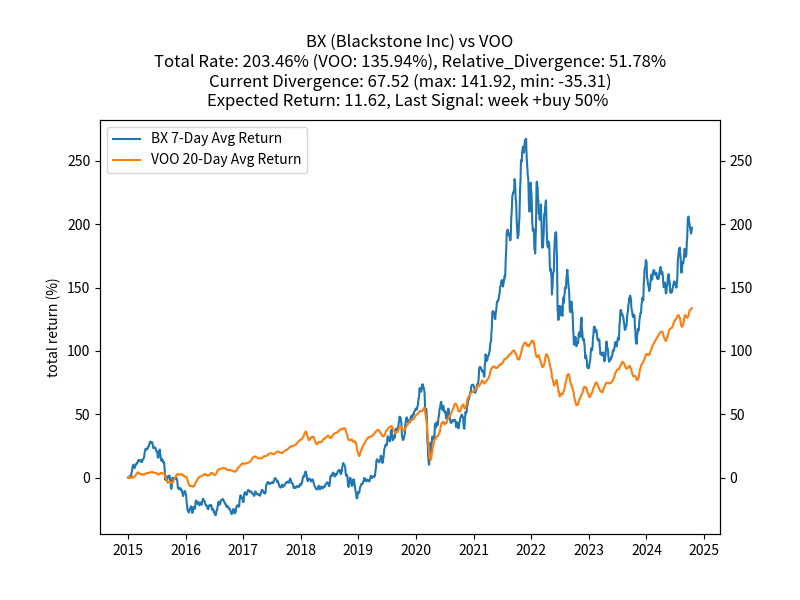 BX (Blackstone Inc) vs VOO
Total Rate: 203.46% (VOO: 135.94%), Relative_Divergence: 51.78%
Current Divergence: 67.52 (max: 141.92, min: -35.31)
Expected Return: 11.62, Last Signal: week +buy 50%
BX 7-Day Avg Return
VOO 20-Day Avg Return
total return (%)
250
200
150
100
50
0
250
200
150
100
50
0
2015 2016 2017 2018 2019 2020 2021 2022 2023 2024 2025